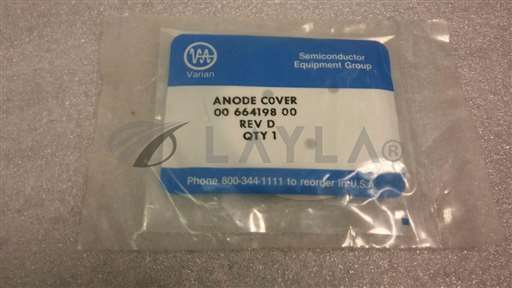 Varian
Semiconductor
Equipment Group
ANODE COVER
00 664198 00
REV D
QTY 1
LAYLA®
Phone 800-344-1111 to reorder in U.S.A.